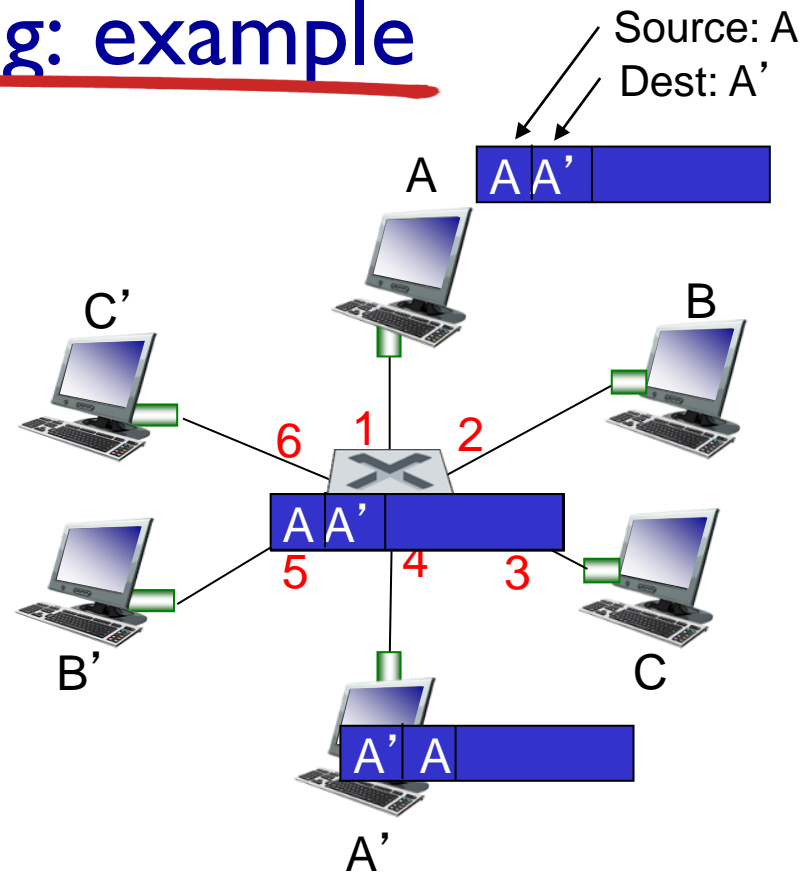 g: example
Source: A
Dest: A’
A
A A’
C’
B
6 1 2
A A’
5 4 3
B’
C
A’ A
A’